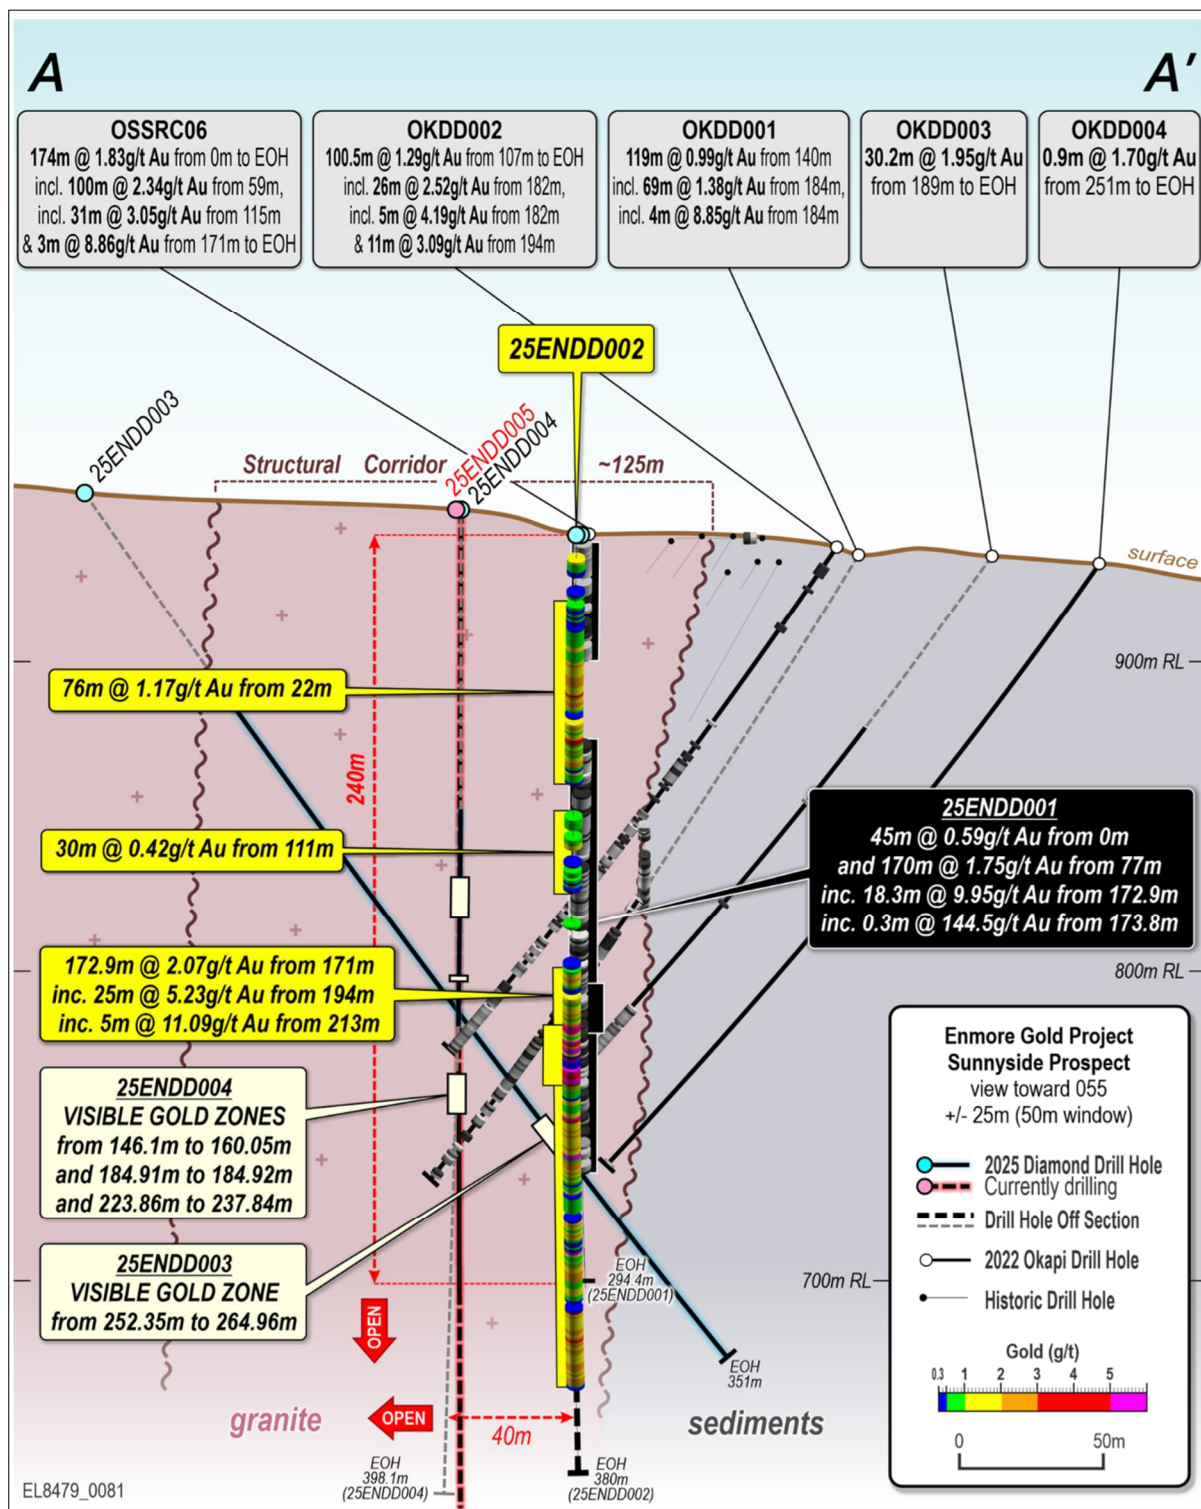 A
A'
OSSRC06
174m @ 1.83g/t Au from 0m to EOH
incl. 100m @ 2.34g/t Au from 59m,
incl. 31m @ 3.05g/t Au from 115m
& 3m @ 8.86g/t Au from 171m to EOH
OKDD002
100.5m @ 1.29g/t Au from 107m to EOH
incl. 26m @ 2.52g/t Au from 182m,
incl. 5m @ 4.19g/t Au from 182m
& 11m @ 3.09g/t Au from 194m
OKDD001
119m @ 0.99g/t Au from 140m
incl. 69m @ 1.38g/t Au from 184m,
incl. 4m @ 8.85g/t Au from 184m
OKDD003
30.2m @ 1.95g/t Au
from 189m to EOH
OKDD004
0.9m @ 1.70g/t Au
from 251m to EOH
25ENDD002
25ENDD003
25ENDD005
25ENDD004
Structural Corridor ~125m
surface
900m RL
76m @ 1.17g/t Au from 22m
240m
30m @ 0.42g/t Au from 111m
25ENDD001
45m @ 0.59g/t Au from 0m
and 170m @ 1.75g/t Au from 77m
inc. 18.3m @ 9.95g/t Au from 172.9m
inc. 0.3m @ 144.5g/t Au from 173.8m
172.9m @ 2.07g/t Au from 171m
inc. 25m @ 5.23g/t Au from 194m
inc. 5m @ 11.09g/t Au from 213m
800m RL
25ENDD004
VISIBLE GOLD ZONES
from 146.1m to 160.05m
and 184.91m to 184.92m
and 223.86m to 237.84m
25ENDD003
VISIBLE GOLD ZONE
from 252.35m to 264.96m
Enmore Gold Project
Sunnyside Prospect
view toward 055
+/- 25m (50m window)
2025 Diamond Drill Hole
Currently drilling
Drill Hole Off Section
2022 Okapi Drill Hole
Historic Drill Hole
Gold (g/t)
0.3 1 2 3 4 5
0 50m
700m RL
EOH
294.4m
(25ENDD001)
OPEN
EOH
351m
granite
OPEN
40m
sediments
EOH
398.1m
(25ENDD004)
EOH
380m
(25ENDD002)
EL8479_0081